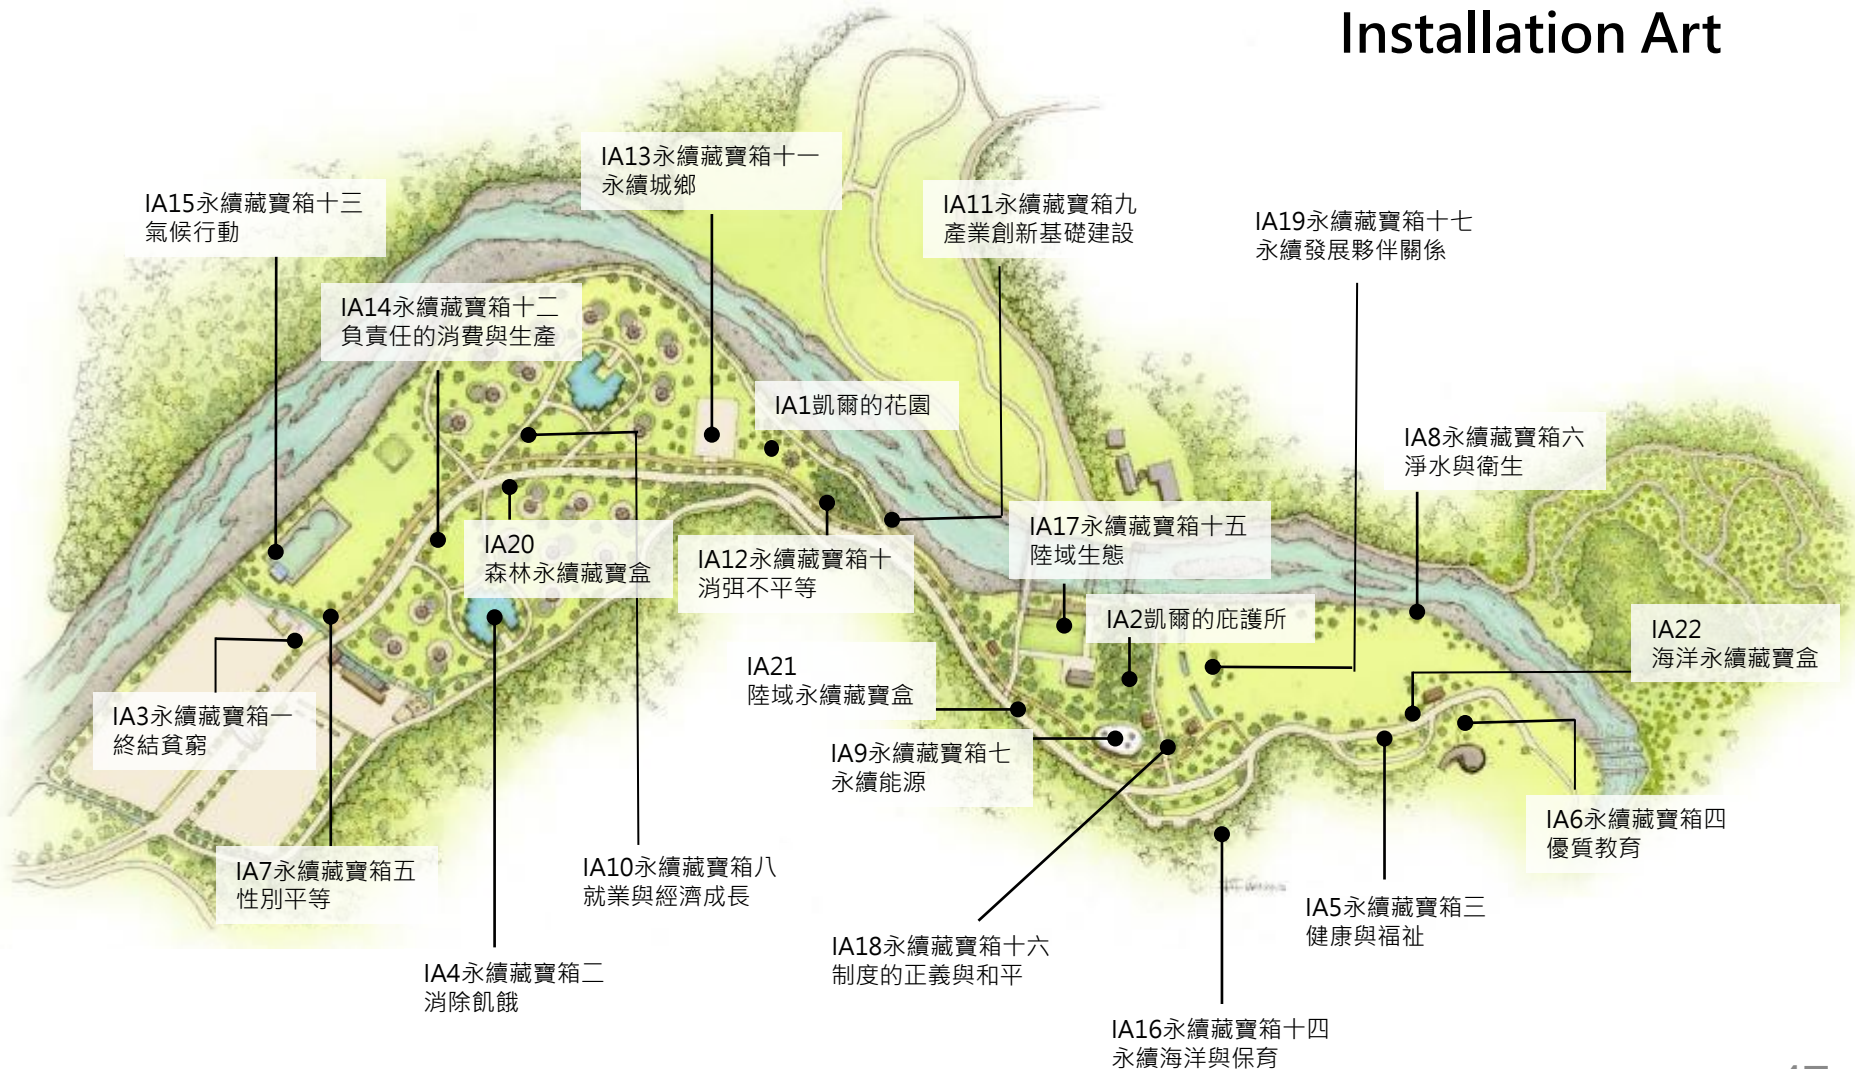 Installation Art
IA13永續藏寶箱十一
永續城鄉
IA15永續藏寶箱十三
氣候行動
IA11永續藏寶箱九
產業創新基礎建設
IA19永續藏寶箱十七
永續發展夥伴關係
IA14永續藏寶箱十二
負責任的消費與生產
IA1凱爾的花園
IA8永續藏寶箱六
淨水與衛生
IA17永續藏寶箱十五
陸域生態
IA20
森林永續藏寶盒
IA12永續藏寶箱十
消弭不平等
IA2凱爾的庇護所
IA22
海洋永續藏寶盒
IA21
陸域永續藏寶盒
IA3永續藏寶箱一
終結貧窮
IA9永續藏寶箱七
永續能源
IA6永續藏寶箱四
優質教育
IA7永續藏寶箱五
性別平等
IA10永續藏寶箱八
就業與經濟成長
IA5永續藏寶箱三
健康與福祉
IA18永續藏寶箱十六
制度的正義與和平
IA4永續藏寶箱二
消除飢餓
IA16永續藏寶箱十四
永續海洋與保育